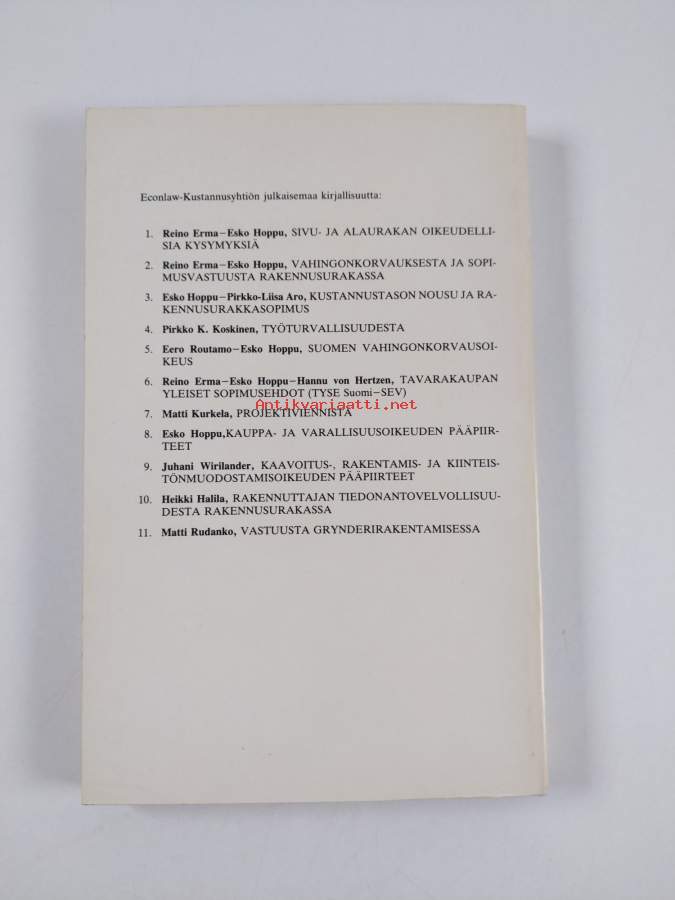 Econlaw-Kustannusyhtiön julkaisemaa kirjallisuutta:
1. Reino Erma–Esko Hoppu, SIVU- JA ALAURAKAN OIKEUDELLI-
SIA KYSYMYKSIÄ
2. Reino Erma–Esko Hoppu, VAHINGONKORVAUKSESTA JA SOPI-
MUSVASTUUSTA RAKENNUSURAKASSA
3. Esko Hoppu–Pirkko-Liisa Aro, KUSTANNUSTASON NOUSU JA RA-
KENNUSURAKKASOPIMUS
4. Pirkko K. Koskinen, TYÖTURVALLISUUDESTA
5. Eero Routamo–Esko Hoppu, SUOMEN VAHINGONKORVAUSOI-
KEUS
6. Reino Erma–Esko Hoppu–Hannu von Hertzen, TAVARAKAUPAN
YLEISET SOPIMUSEHDOT (TYSE Suomi–SEV)
Antikvariaatti.net
7. Matti Kurkela, PROJEKTIVIENNISTÄ
8. Esko Hoppu,KAUPPA- JA VARALLISUUSOIKEUDEN PÄÄPIIR-
TEET
9. Juhani Wirilander, KAAVOITUS-, RAKENTAMIS- JA KIINTEIS-
TÖNMUODOSTAMISOIKEUDEN PÄÄPIIRTEET
10. Heikki Halila, RAKENNUTTAJAN TIEDONANTOVELVOLLISUU-
DESTA RAKENNUSURAKASSA
11. Matti Rudanko, VASTUUSTA GRYNDERIRAKENTAMISESSA